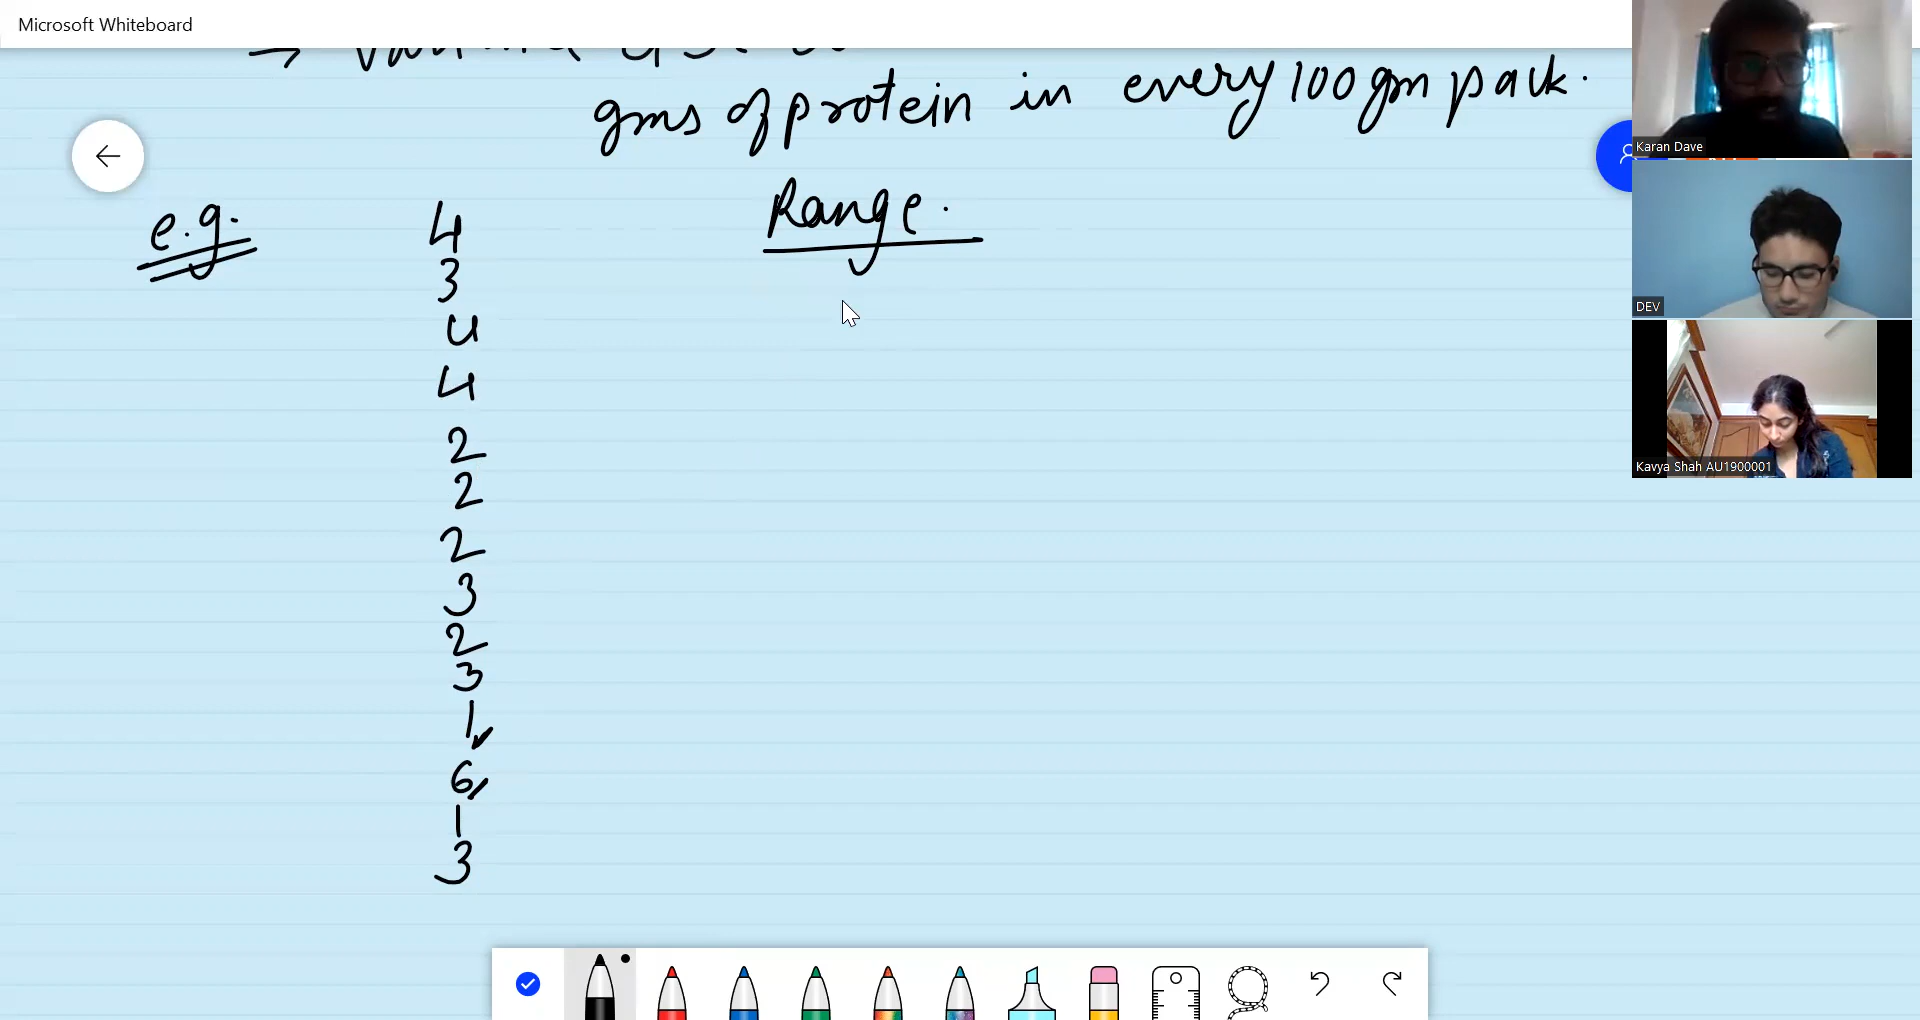 Microsoft Whiteboard
gms of protein in every 100 gm pack.
e.g.
Range.
4
3
4
4
2
2
2
3
2
3
1
6
1
3
Karan Dave
DEV
Kavya Shah AU1900001